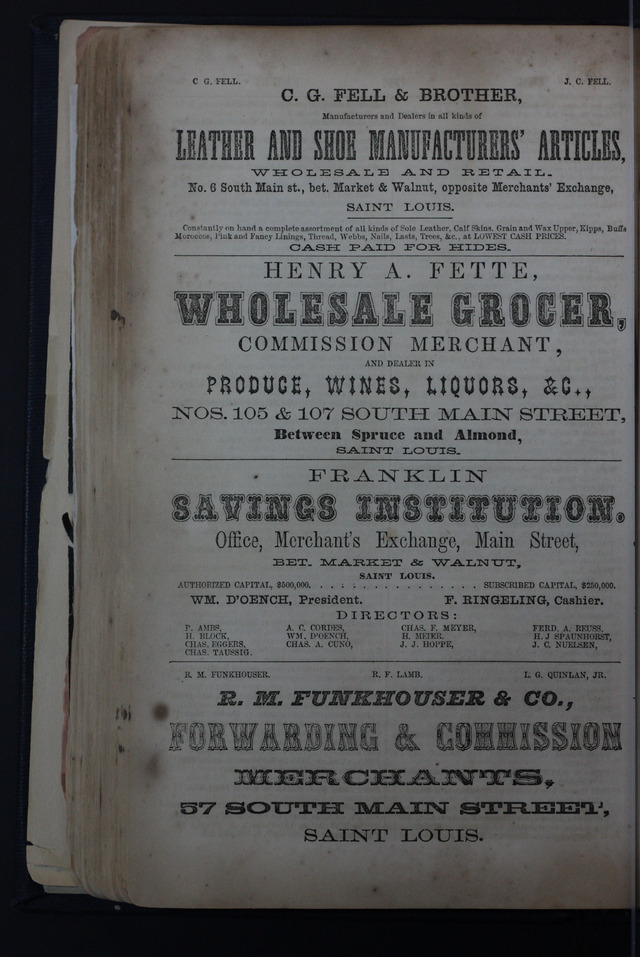 C G. FELL. J. C. FELL.
C. G. FELL & BROTHER,
Manufacturers and Dealers in all kinds of
LEATHER AND SHOE MANUFACTURERS' ARTICLES,
WHOLESALE AND RETAIL.
No. 6 South Main st., bet. Market & Walnut, opposite Merchants' Exchange,
SAINT LOUIS.
Constantly on hand a complete assortment of all kinds of Sole Leather, Calf Skins, Grain and Wax Upper, Kipps, Buffs
Moroccos, Pink and Fancy Linings, Thread, Webbs, Nails, Lasts, Trees, &c., at LOWEST CASH PRICES.
CASH PAID FOR HIDES.
HENRY A. FETTE,
WHOLESALE GROCER,
COMMISSION MERCHANT,
AND DEALER IN
PRODUCE, WINES, LIQUORS, &C.,
NOS. 105 & 107 SOUTH MAIN STREET,
Between Spruce and Almond,
SAINT LOUIS.
FRANKLIN
SAVINGS INSTITUTION.
Office, Merchant's Exchange, Main Street,
BET. MARKET & WALNUT,
SAINT LOUIS.
AUTHORIZED CAPITAL, $500,000. . . . . . . . . . . . . . . . . SUBSCRIBED CAPITAL, $250,000.
WM. D'OENCH, President. F. RINGELING, Cashier.
DIRECTORS:
P. AMBS, A. C. CORDES, CHAS. F. MEYER, FERD. A. REUSS,
H. BLOCK, WM. D'OENCH, H. MEIER, H. J SPAUNHORST,
CHAS. EGGERS, CHAS. A. CUNO, J. J. HOPPE, J. C. NUELSEN,
CHAS. TAUSSIG.
R. M. FUNKHOUSER. R. F. LAMB. L. G. QUINLAN, JR.
R. M. FUNKHOUSER & CO.,
FORWARDING & COMMISSION
MERCHANTS,
57 SOUTH MAIN STREET,
SAINT LOUIS.